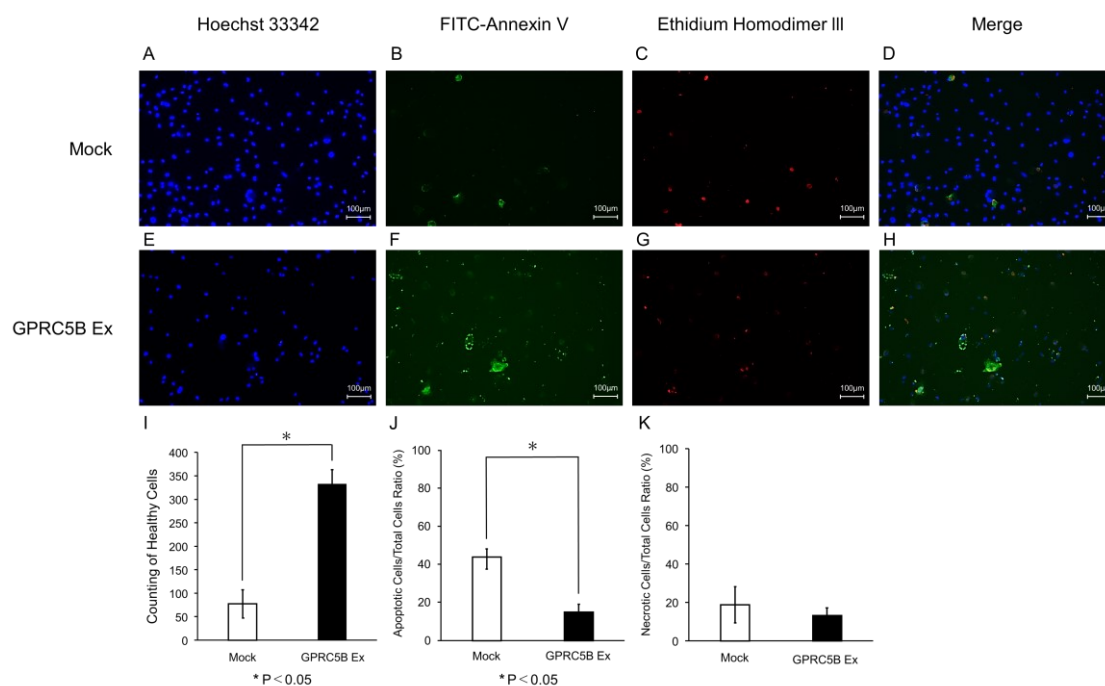 Hoechst 33342 FITC-Annexin V Ethidium Homodimer III Merge
A B C D
Mock
100μm 100μm 100μm 100μm
E F G H
GPRC5B Ex
100μm 100μm 100μm 100μm
I J K
Counting of Healthy Cells
400
350
300
250
200
150
100
50
0
*
Mock GPRC5B Ex
* P < 0.05
Apoptotic Cells/Total Cells Ratio (%)
100
80
60
40
20
0
*
Mock GPRC5B Ex
* P < 0.05
Necrotic Cells/Total Cells Ratio (%)
100
80
60
40
20
0
Mock GPRC5B Ex